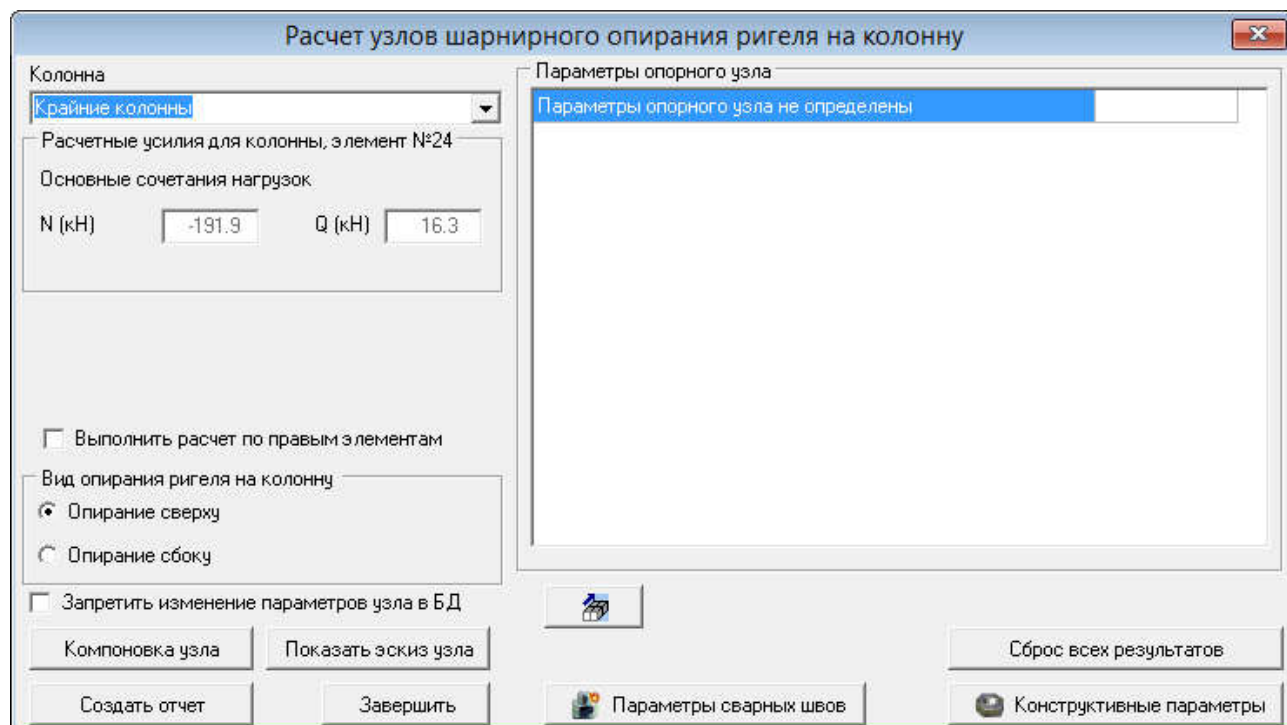 Расчет узлов шарнирного опирания ригеля на колонну
Колонна
Крайние колонны
Расчетные усилия для колонны, элемент №24
Основные сочетания нагрузок
N (кН) -191.9 Q (кН) 16.3
Выполнить расчет по правым элементам
Вид опирания ригеля на колонну
Опирание сверху
Опирание сбоку
Запретить изменение параметров узла в БД
Компоновка узла Показать эскиз узла
Создать отчет Завершить
Параметры опорного узла
Параметры опорного узла не определены
Сброс всех результатов
Параметры сварных швов Конструктивные параметры